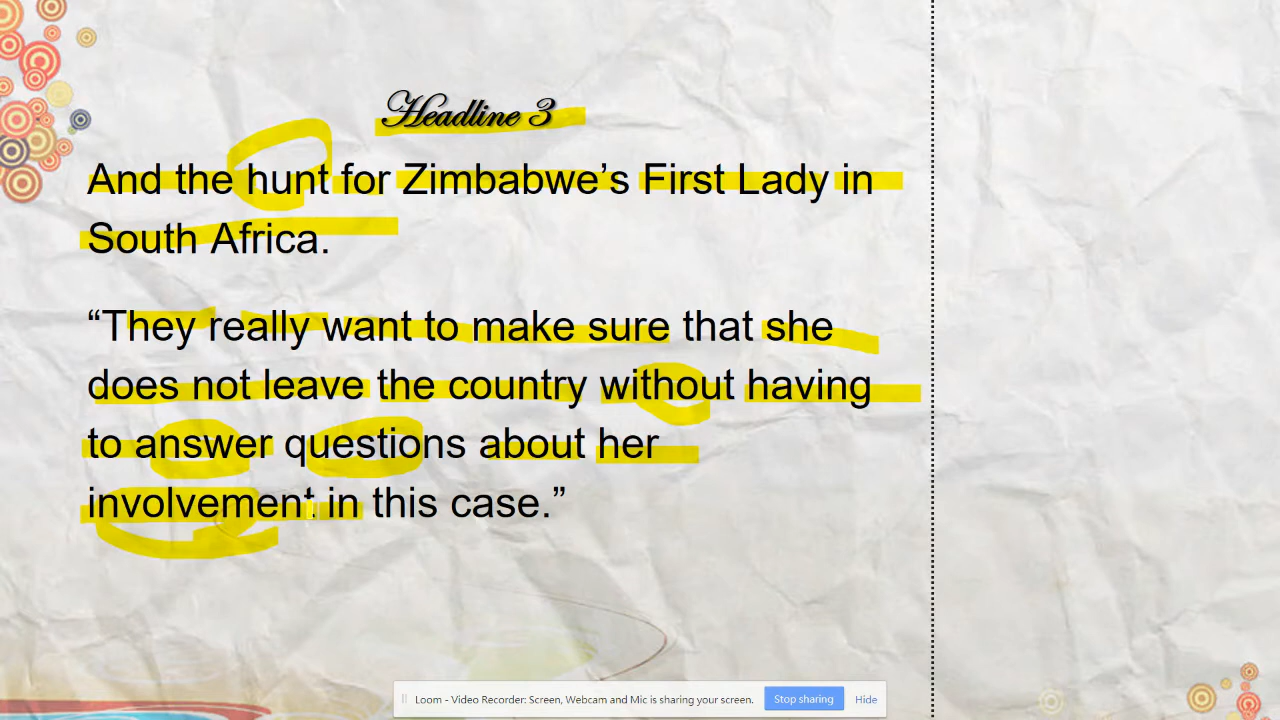 Headline 3
And the hunt for Zimbabwe’s First Lady in
South Africa.
“They really want to make sure that she
does not leave the country without having
to answer questions about her
involvement in this case.”
Loom - Video Recorder: Screen, Webcam and Mic is sharing your screen. Stop sharing Hide